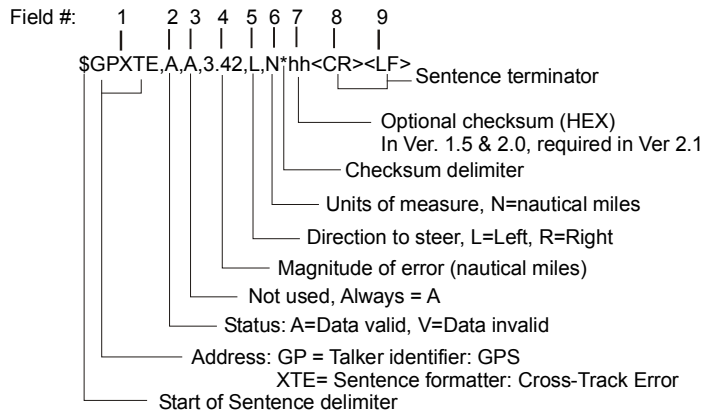 Field #: 1 2 3 4 5 6 7 8 9
$GPXTE,A,A,3.42,L,N*hh<CR><LF>
Sentence terminator
Optional checksum (HEX)
In Ver. 1.5 & 2.0, required in Ver 2.1
Checksum delimiter
Units of measure, N=nautical miles
Direction to steer, L=Left, R=Right
Magnitude of error (nautical miles)
Not used, Always = A
Status: A=Data valid, V=Data invalid
Address: GP = Talker identifier: GPS
XTE= Sentence formatter: Cross-Track Error
Start of Sentence delimiter